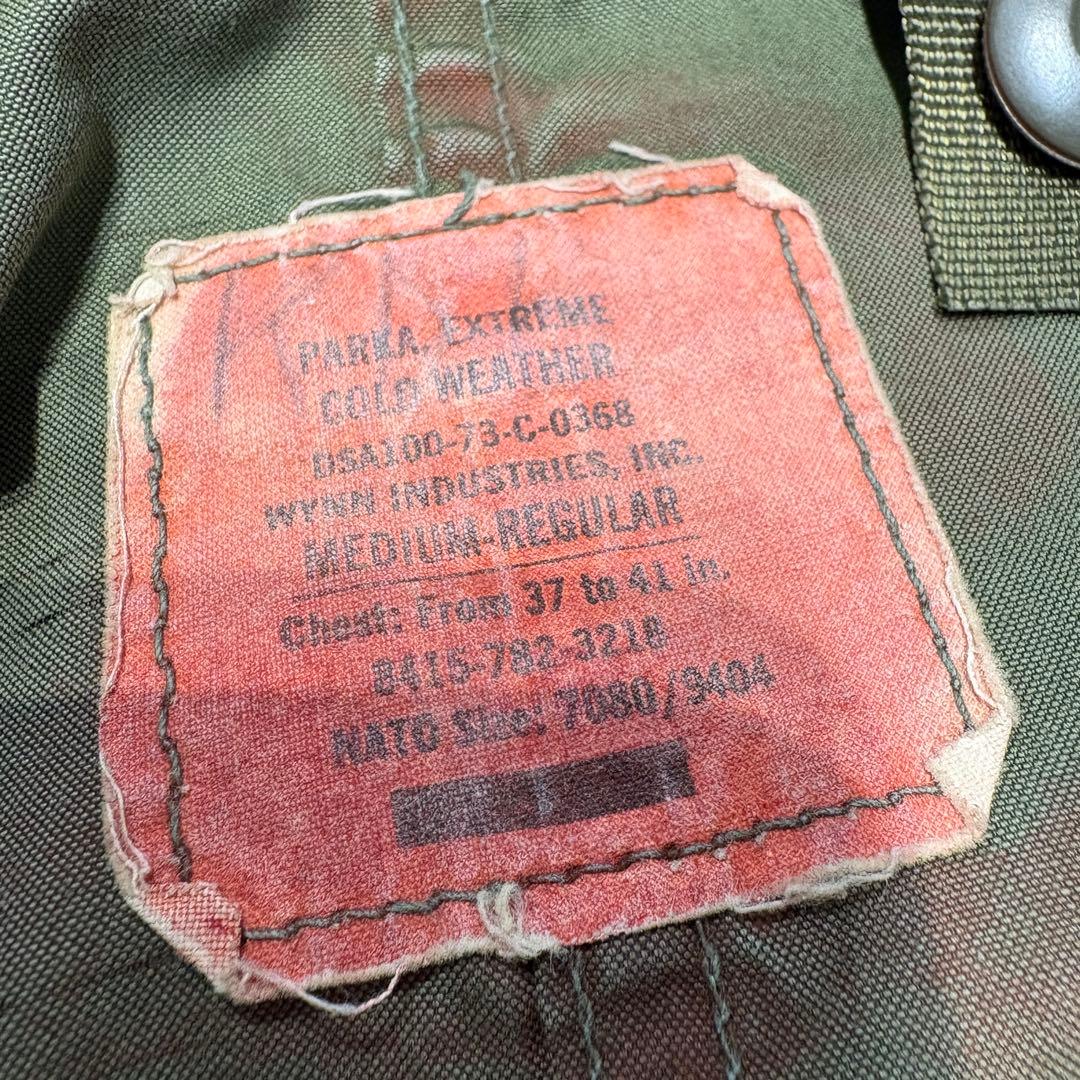 PARKA, EXTREME
COLD WEATHER
DSA100-73-C-0368
WYNN INDUSTRIES, INC.
MEDIUM-REGULAR
Chest: From 37 to 41 in.
8415-782-3218
NATO Size: 7080/9404